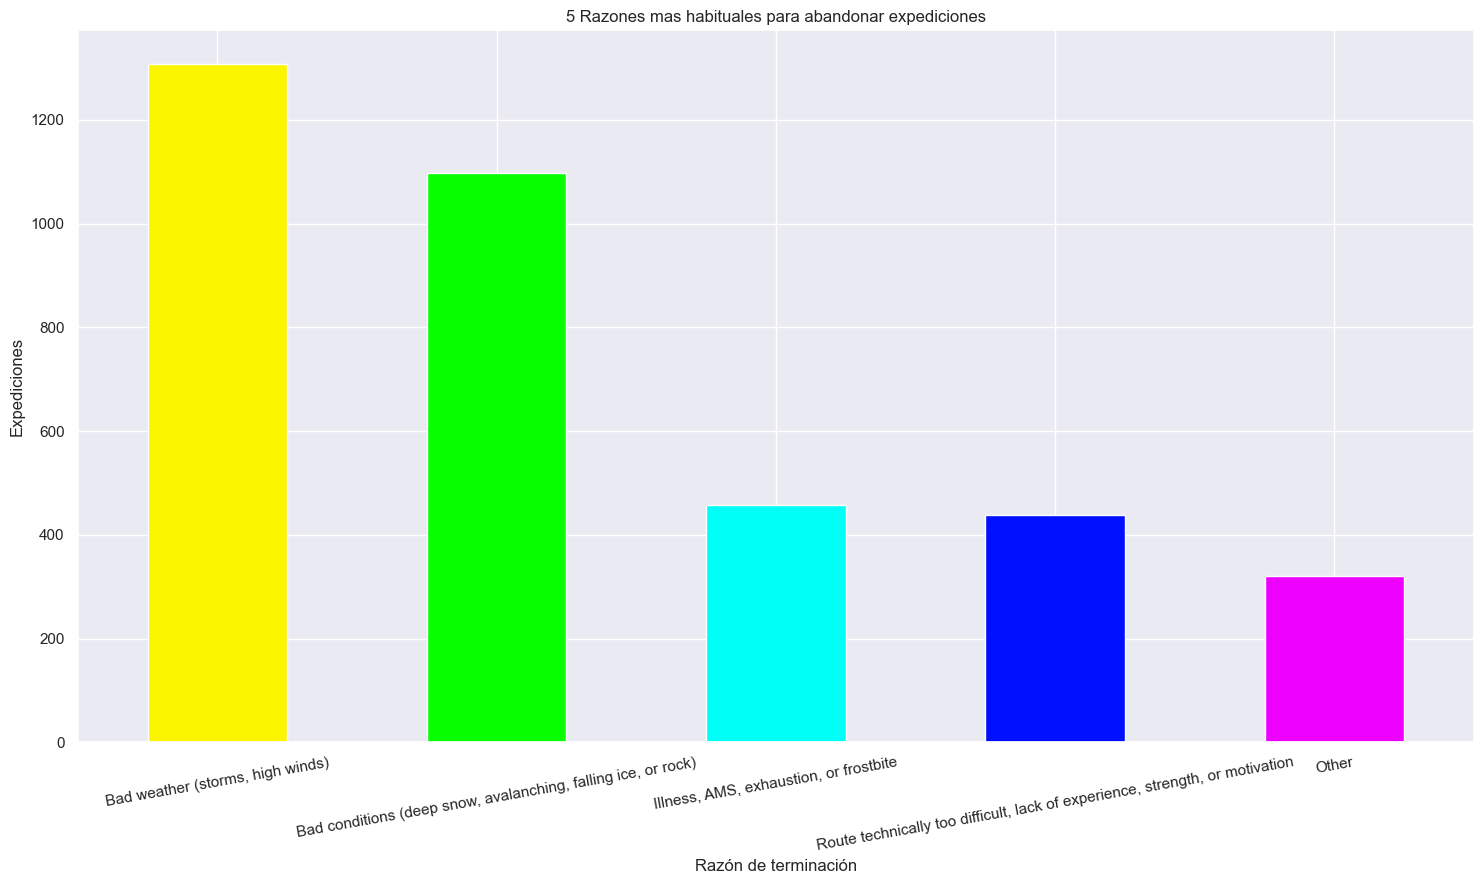 5 Razones mas habituales para abandonar expediciones
1200
1000
800
600
400
200
0
Expediciones
Bad weather (storms, high winds)
Bad conditions (deep snow, avalanching, falling ice, or rock)
Illness, AMS, exhaustion, or frostbite
Route technically too difficult, lack of experience, strength, or motivation
Other
Razón de terminación